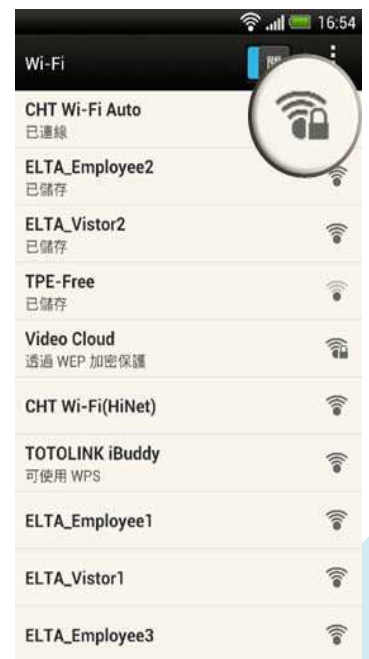 16:54
Wi-Fi
CHT Wi-Fi Auto
已連線
ELTA_Employee2
已儲存
ELTA_Vistor2
已儲存
TPE-Free
已儲存
Video Cloud
透過 WEP 加密保護
CHT Wi-Fi(HiNet)
TOTOLINK iBuddy
可使用 WPS
ELTA_Employee1
ELTA_Vistor1
ELTA_Employee3